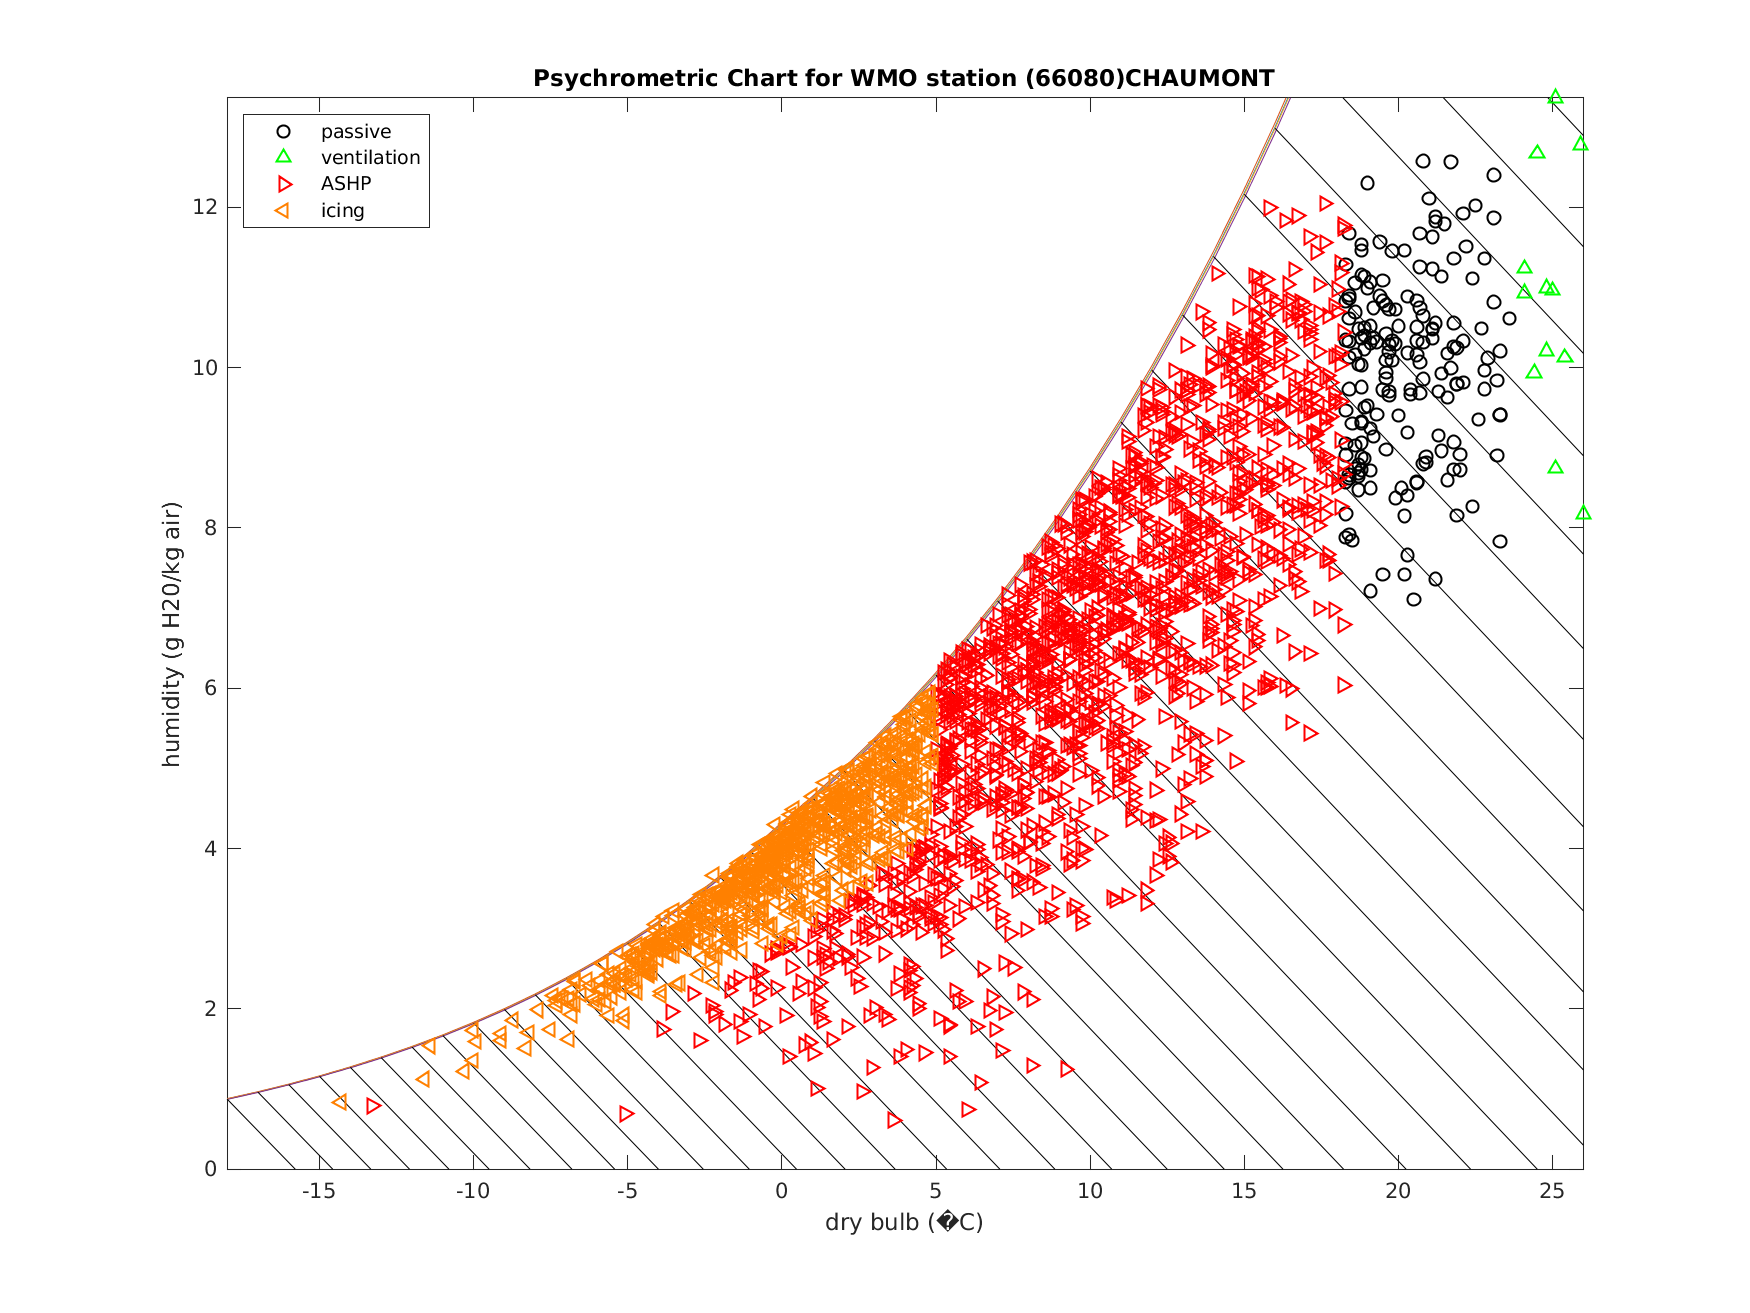 Psychrometric Chart for WMO station (66080)CHAUMONT
passive
ventilation
ASHP
icing
humidity (g H20/kg air)
12
10
8
6
4
2
0
-15 -10 -5 0 5 10 15 20 25
dry bulb (�C)